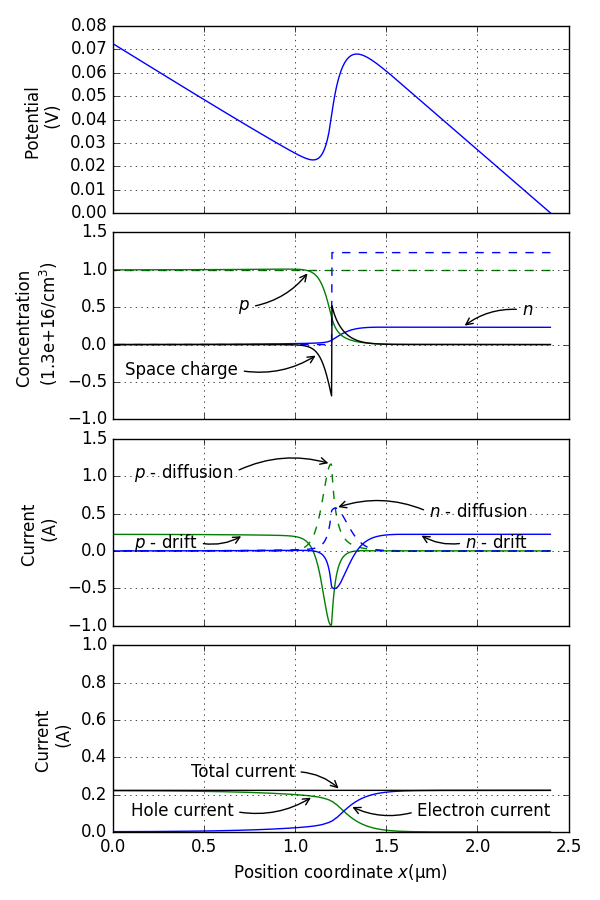 0.08
0.07
0.06
0.05
0.04
0.03
0.02
0.01
0.00
Potential
(V)
1.5
1.0
0.5
0.0
−0.5
−1.0
Concentration
(1.3e+16/cm³)
p
n
Space charge
1.5
1.0
0.5
0.0
−0.5
−1.0
Current
(A)
p - diffusion
n - diffusion
p - drift
n - drift
1.0
0.8
0.6
0.4
0.2
0.0
Current
(A)
Total current
Hole current
Electron current
0.0 0.5 1.0 1.5 2.0 2.5
Position coordinate x(μm)